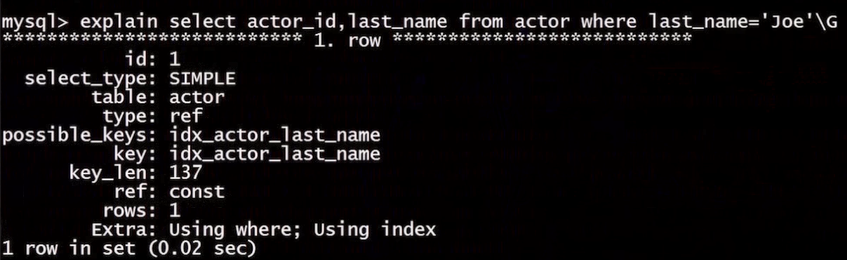 mysql> explain select actor_id,last_name from actor where last_name='Joe'\G
*************************** 1. row ***************************
id: 1
select_type: SIMPLE
table: actor
type: ref
possible_keys: idx_actor_last_name
key: idx_actor_last_name
key_len: 137
ref: const
rows: 1
Extra: Using where; Using index
1 row in set (0.02 sec)